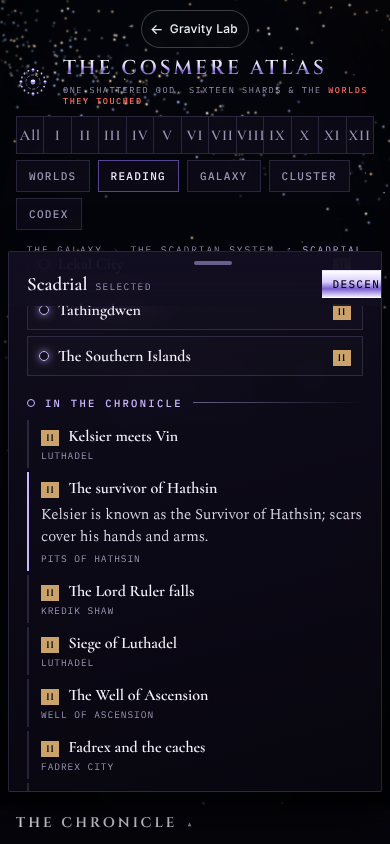 ← Gravity Lab
THE COSMERE ATLAS
ONE SHATTERED GOD, SIXTEEN SHARDS & THE WORLDS
THEY TOUCHED.
All I II III IV V VI VII VIII IX X XI XII
WORLDS READING GALAXY CLUSTER
CODEX
THE GALAXY · THE SCADRIAN SYSTEM · SCADRIAL
Lekal City
Scadrial SELECTED DESCEN
Tathingdwen II
The Southern Islands II
IN THE CHRONICLE
II Kelsier meets Vin
LUTHADEL
II The survivor of Hathsin
Kelsier is known as the Survivor of Hathsin; scars
cover his hands and arms.
PITS OF HATHSIN
II The Lord Ruler falls
KREDIK SHAW
II Siege of Luthadel
LUTHADEL
II The Well of Ascension
WELL OF ASCENSION
II Fadrex and the caches
FADREX CITY
THE CHRONICLE